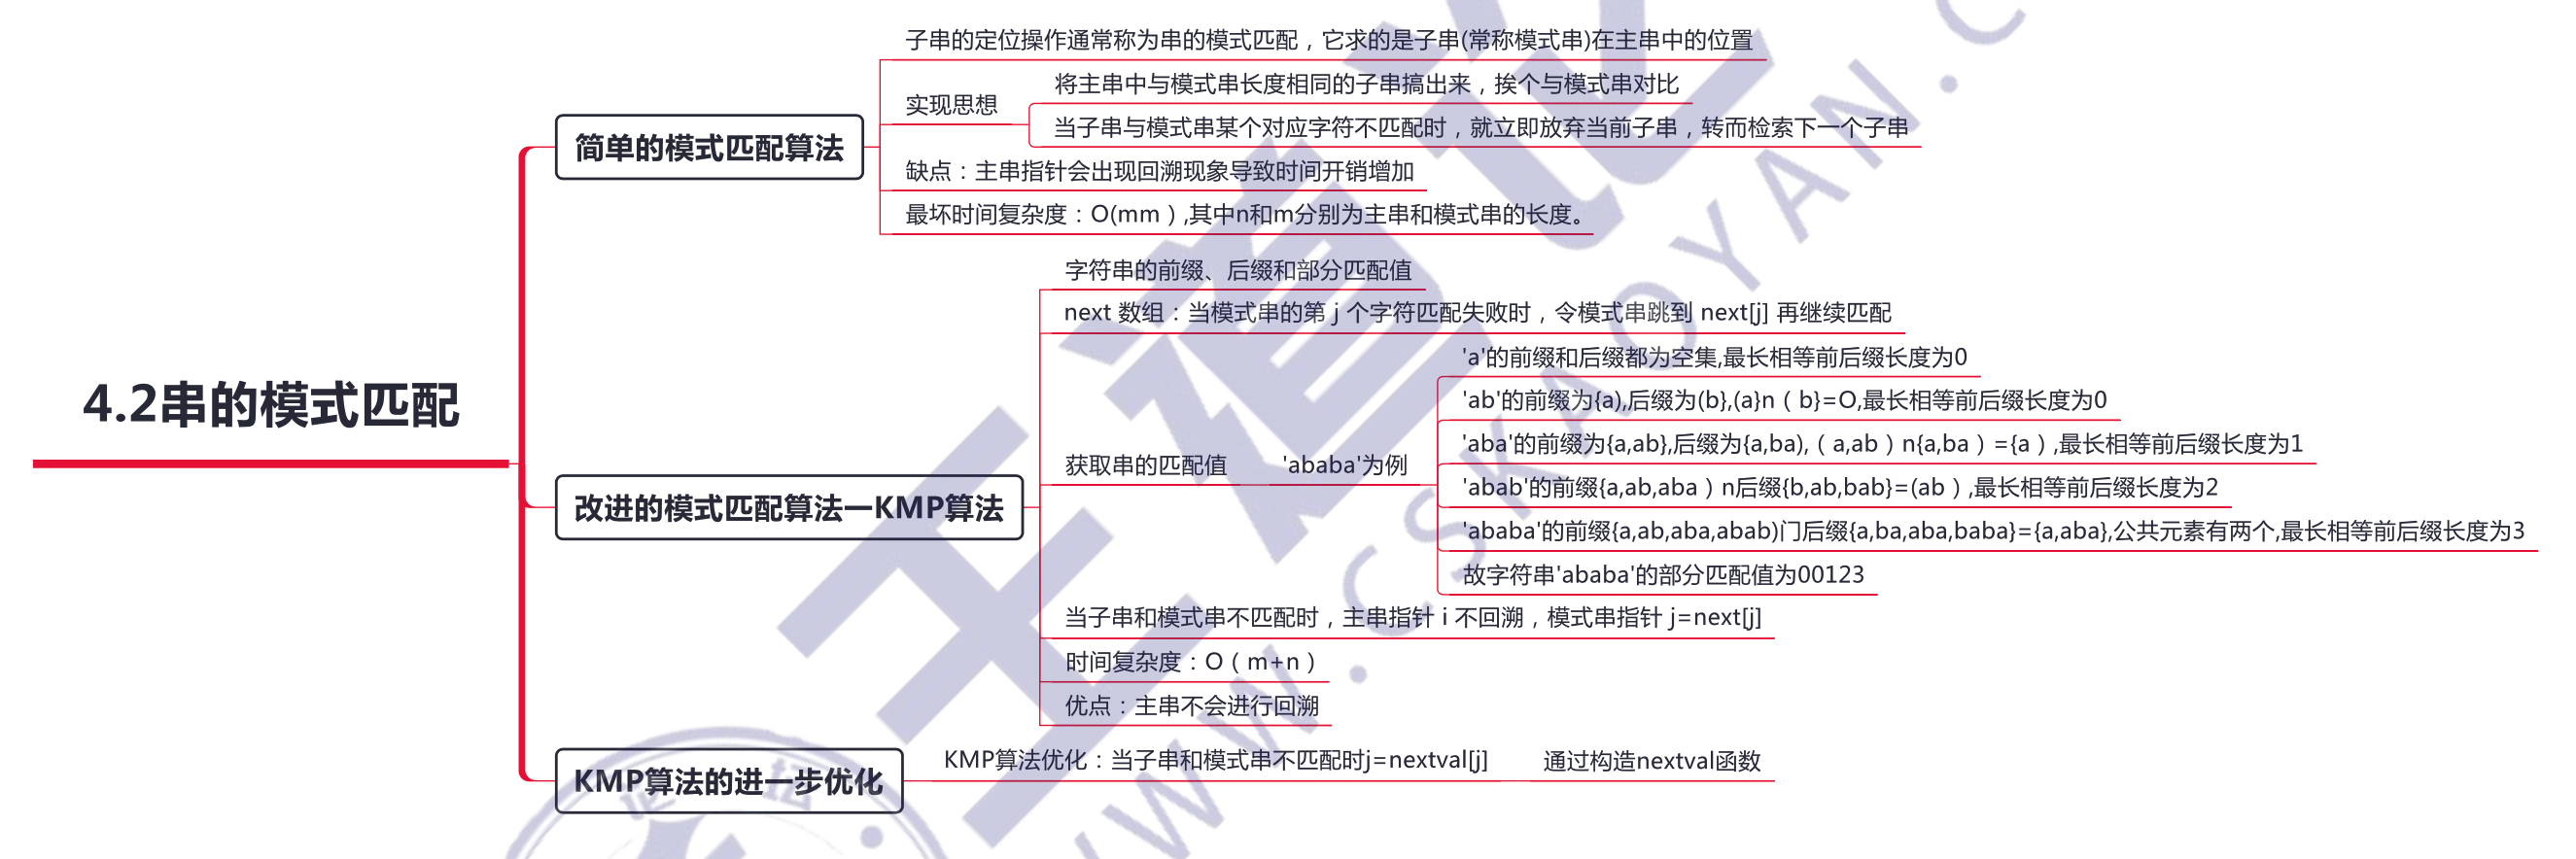 4.2串的模式匹配
简单的模式匹配算法
子串的定位操作通常称为串的模式匹配，它求的是子串(常称模式串)在主串中的位置
实现思想
将主串中与模式串长度相同的子串搞出来，挨个与模式串对比
当子串与模式串某个对应字符不匹配时，就立即放弃当前子串，转而检索下一个子串
缺点：主串指针会出现回溯现象导致时间开销增加
最坏时间复杂度：O(mm）,其中n和m分别为主串和模式串的长度。
改进的模式匹配算法—KMP算法
字符串的前缀、后缀和部分匹配值
next 数组：当模式串的第 j 个字符匹配失败时，令模式串跳到 next[j] 再继续匹配
获取串的匹配值
'ababa'为例
'a'的前缀和后缀都为空集,最长相等前后缀长度为0
'ab'的前缀为{a),后缀为(b},(a}n（b}=O,最长相等前后缀长度为0
'aba'的前缀为{a,ab},后缀为{a,ba),（a,ab）n{a,ba）={a）,最长相等前后缀长度为1
'abab'的前缀{a,ab,aba）n后缀{b,ab,bab}=(ab）,最长相等前后缀长度为2
'ababa'的前缀{a,ab,aba,abab)门后缀{a,ba,aba,baba}={a,aba},公共元素有两个,最长相等前后缀长度为3
故字符串'ababa'的部分匹配值为00123
当子串和模式串不匹配时，主串指针 i 不回溯，模式串指针 j=next[j]
时间复杂度：O（m+n）
优点：主串不会进行回溯
KMP算法的进一步优化
KMP算法优化：当子串和模式串不匹配时j=nextval[j]
通过构造nextval函数
王道论
WW.CSKAOYAN.C